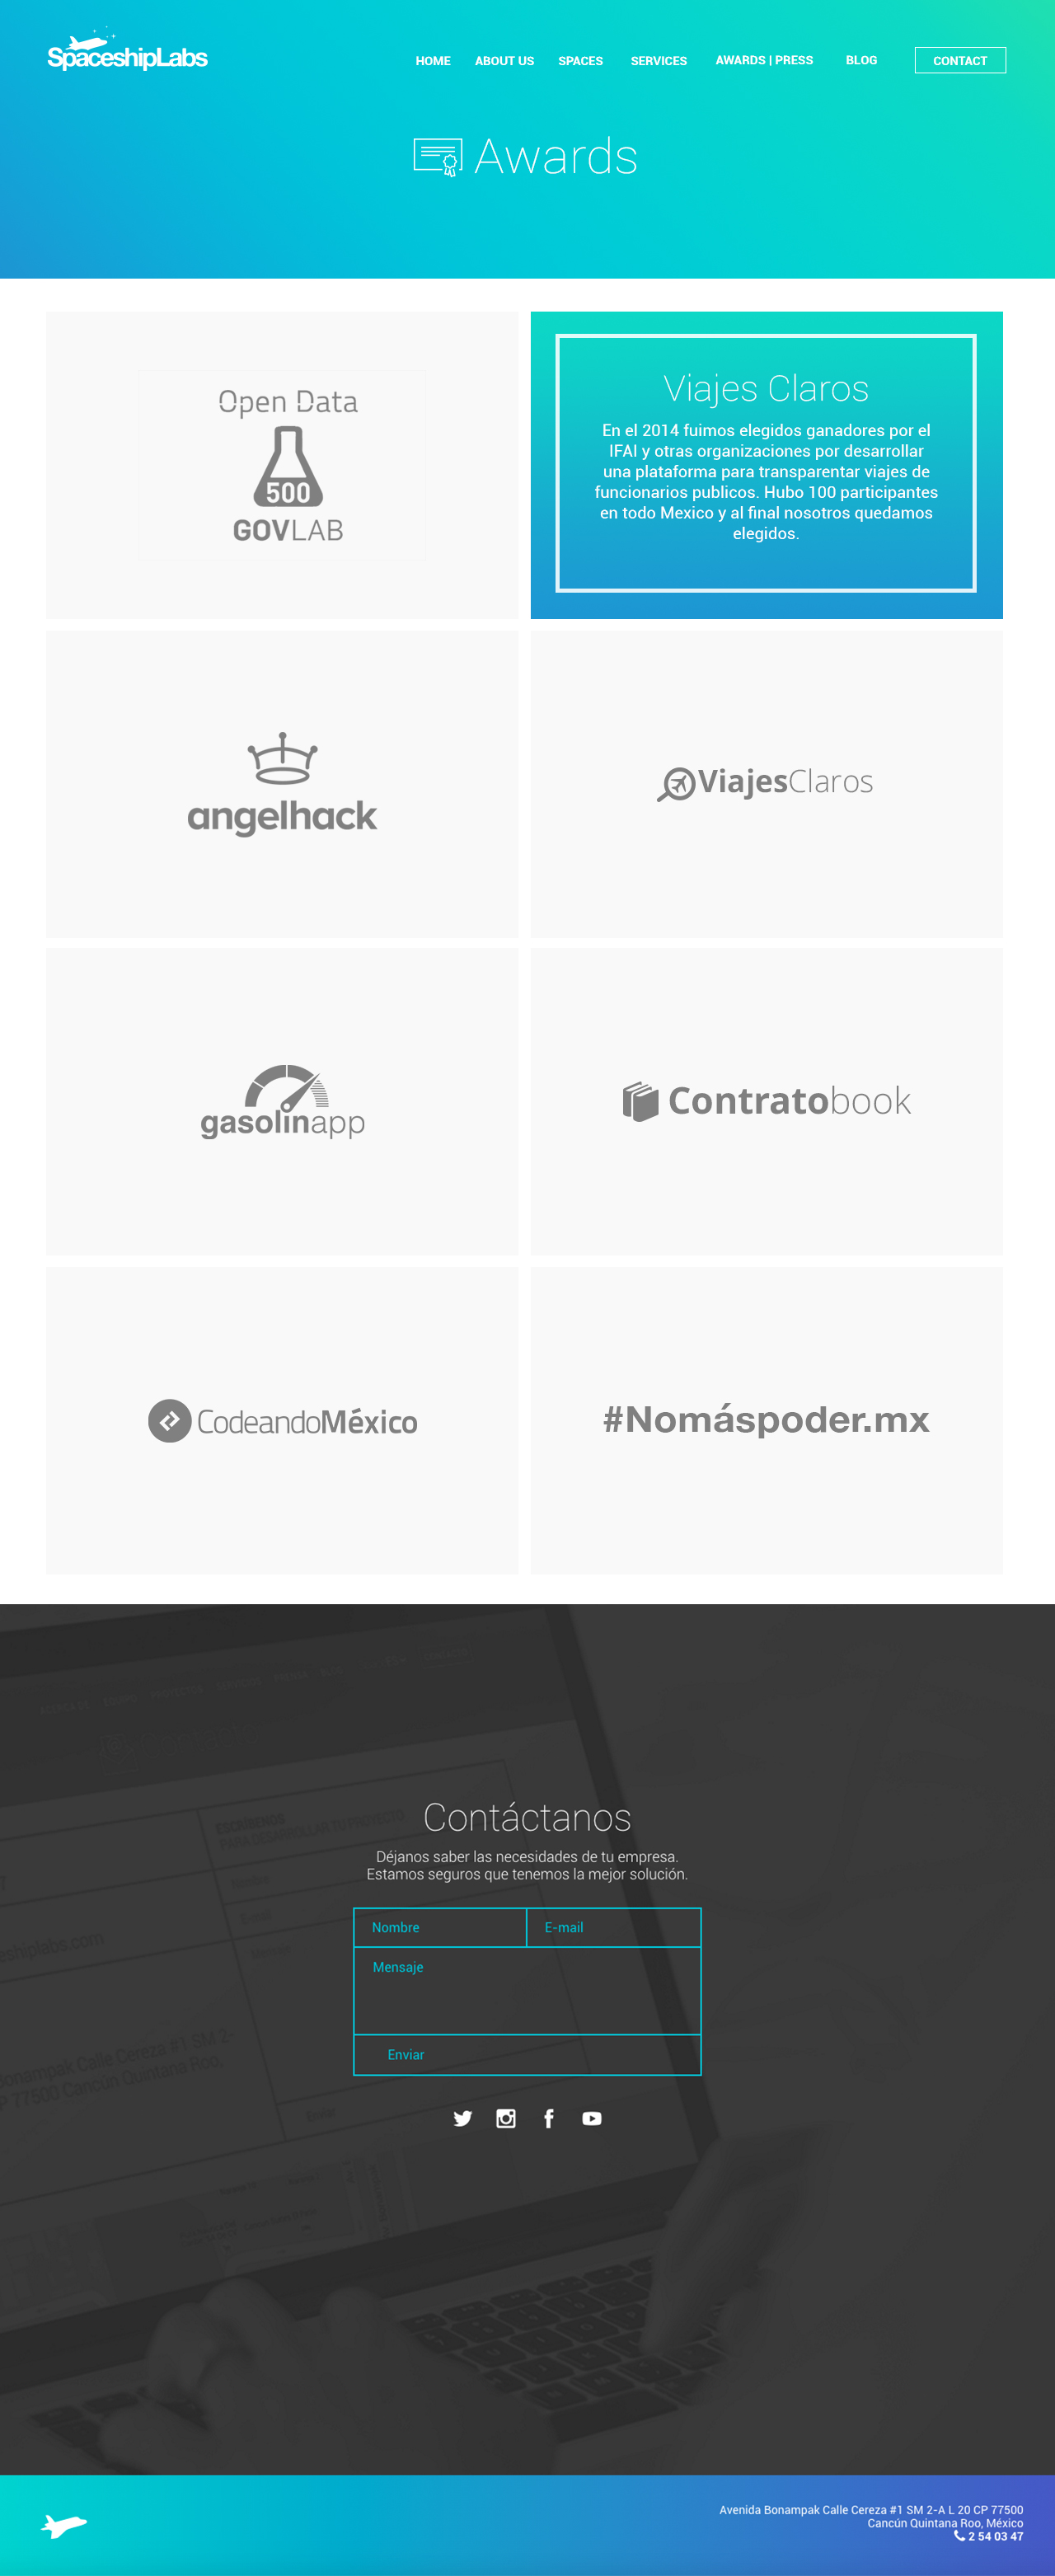 SpaceshipLabs
HOME ABOUT US SPACES SERVICES AWARDS | PRESS BLOG CONTACT
Awards
Open Data
500
GOVLAB
Viajes Claros
En el 2014 fuimos elegidos ganadores por el
IFAI y otras organizaciones por desarrollar
una plataforma para transparentar viajes de
funcionarios publicos. Hubo 100 participantes
en todo Mexico y al final nosotros quedamos
elegidos.
angelhack
ViajesClaros
gasolinapp
Contratobook
CodeandoMéxico
#Nomáspoder.mx
Contáctanos
Déjanos saber las necesidades de tu empresa.
Estamos seguros que tenemos la mejor solución.
Nombre E-mail
Mensaje
Enviar
Avenida Bonampak Calle Cereza #1 SM 2-A L 20 CP 77500
Cancún Quintana Roo, México
2 54 03 47